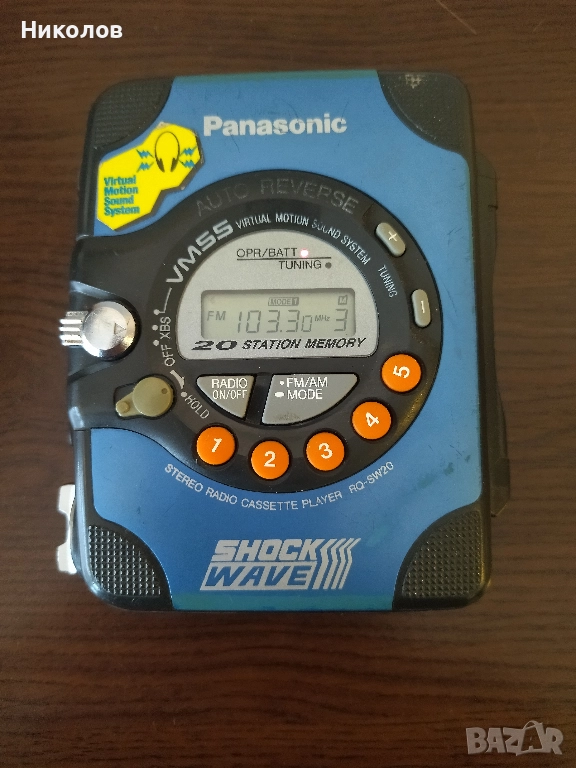 Николов
Panasonic
Virtual
Motion
Sound
System
AUTO REVERSE
VMSS VIRTUAL MOTION SOUND SYSTEM
OPR/BATT
TUNING
+
TUNING
−
MODE 1
FM 103.30 MHz 3
20 STATION MEMORY
OFF XBS
HOLD
RADIO
ON/OFF
• FM/AM
MODE
1
2
3
4
5
STEREO RADIO CASSETTE PLAYER RQ-SW20
SHOCK
WAVE
BAZAR